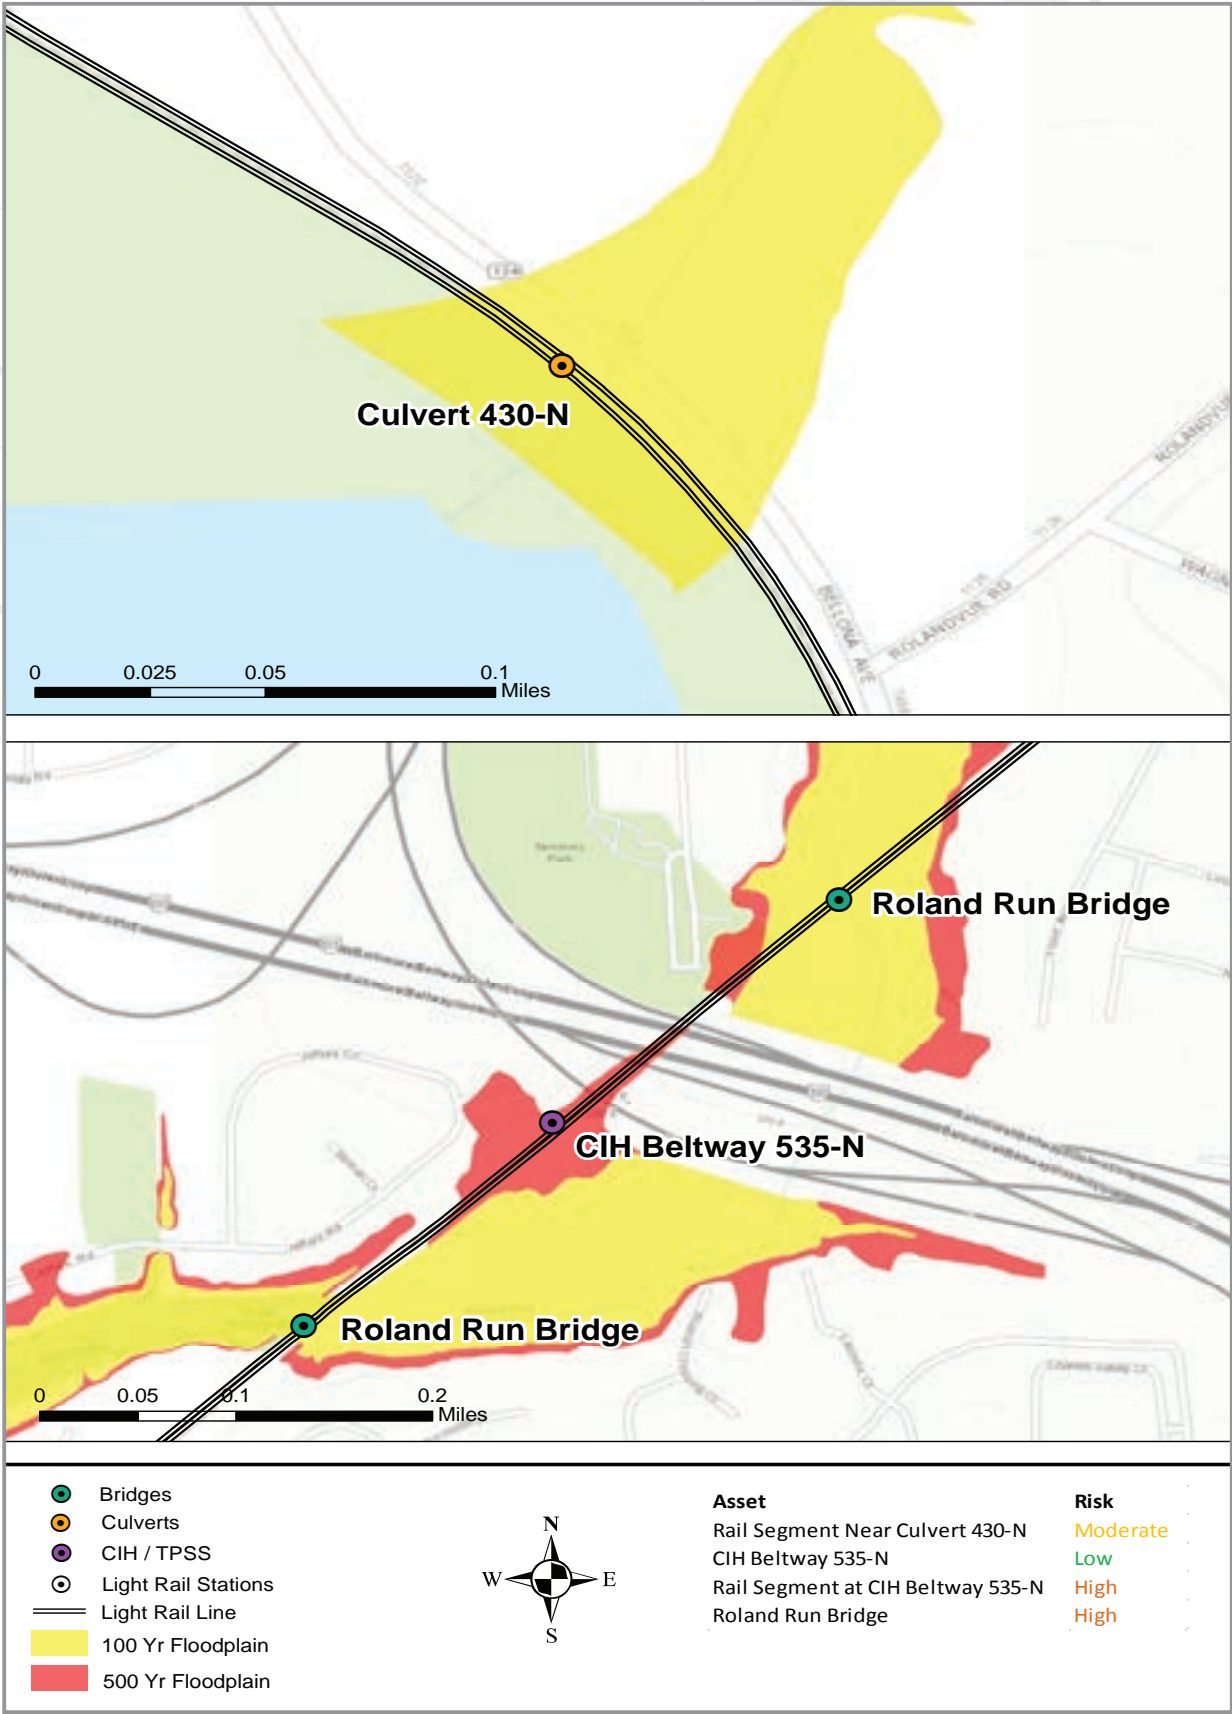 Culvert 430-N
ROLANDVUE RD
BELLONA AVE
0 0.025 0.05 0.1
Miles
Roland Run Bridge
CIH Beltway 535-N
Roland Run Bridge
0 0.05 0.1 0.2
Miles
Bridges
Culverts
CIH / TPSS
Light Rail Stations
Light Rail Line
100 Yr Floodplain
500 Yr Floodplain
N
W E
S
Asset Risk
Rail Segment Near Culvert 430-N Moderate
CIH Beltway 535-N Low
Rail Segment at CIH Beltway 535-N High
Roland Run Bridge High